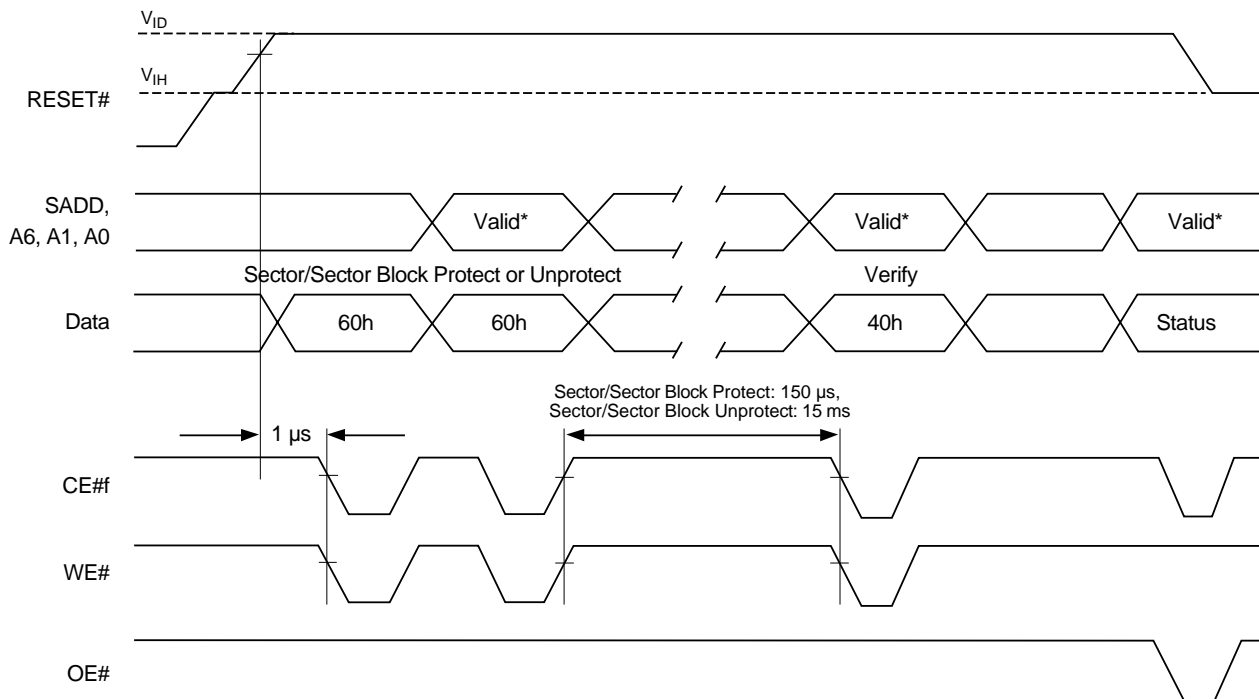 VID
VIH
RESET#
SADD,
A6, A1, A0
Valid*
Valid*
Valid*
Sector/Sector Block Protect or Unprotect
Verify
Data
60h
60h
40h
Status
Sector/Sector Block Protect: 150 µs,
Sector/Sector Block Unprotect: 15 ms
1 µs
CE#f
WE#
OE#